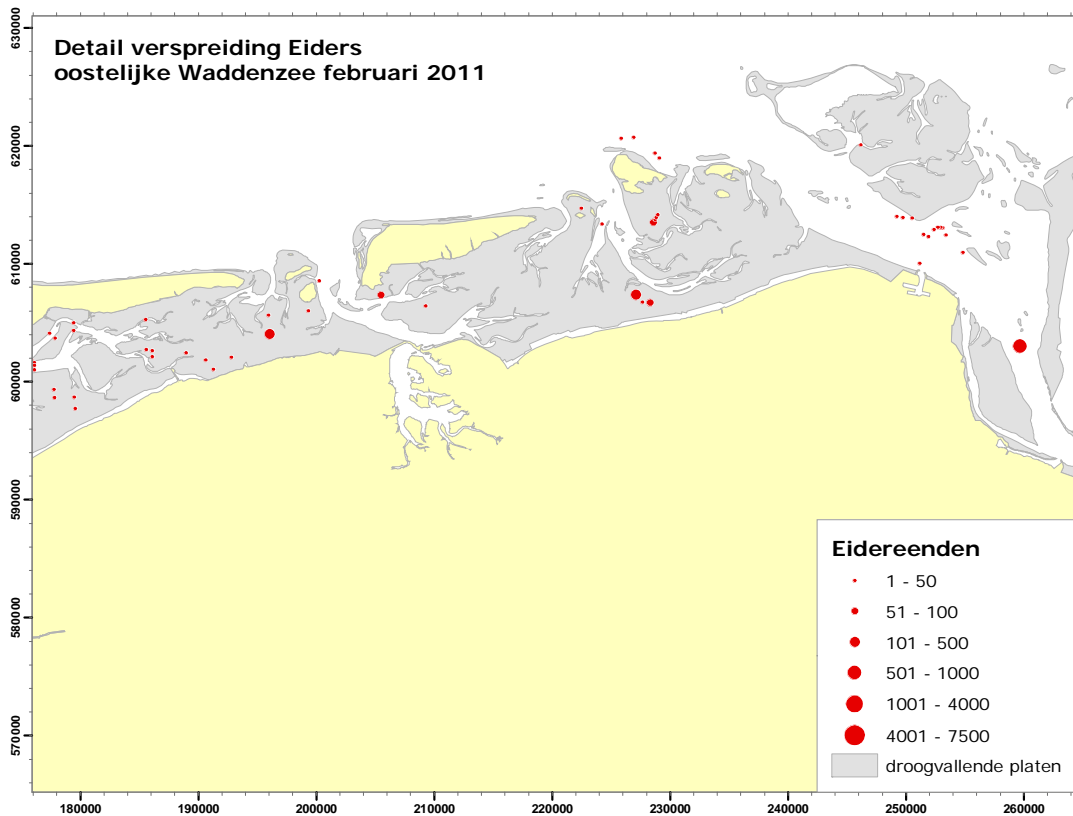 Detail verspreiding Eiders
oostelijke Waddenzee februari 2011
630000
620000
610000
600000
590000
580000
570000
Eidereenden
1 - 50
51 - 100
101 - 500
501 - 1000
1001 - 4000
4001 - 7500
droogvallende platen
180000 190000 200000 210000 220000 230000 240000 250000 260000